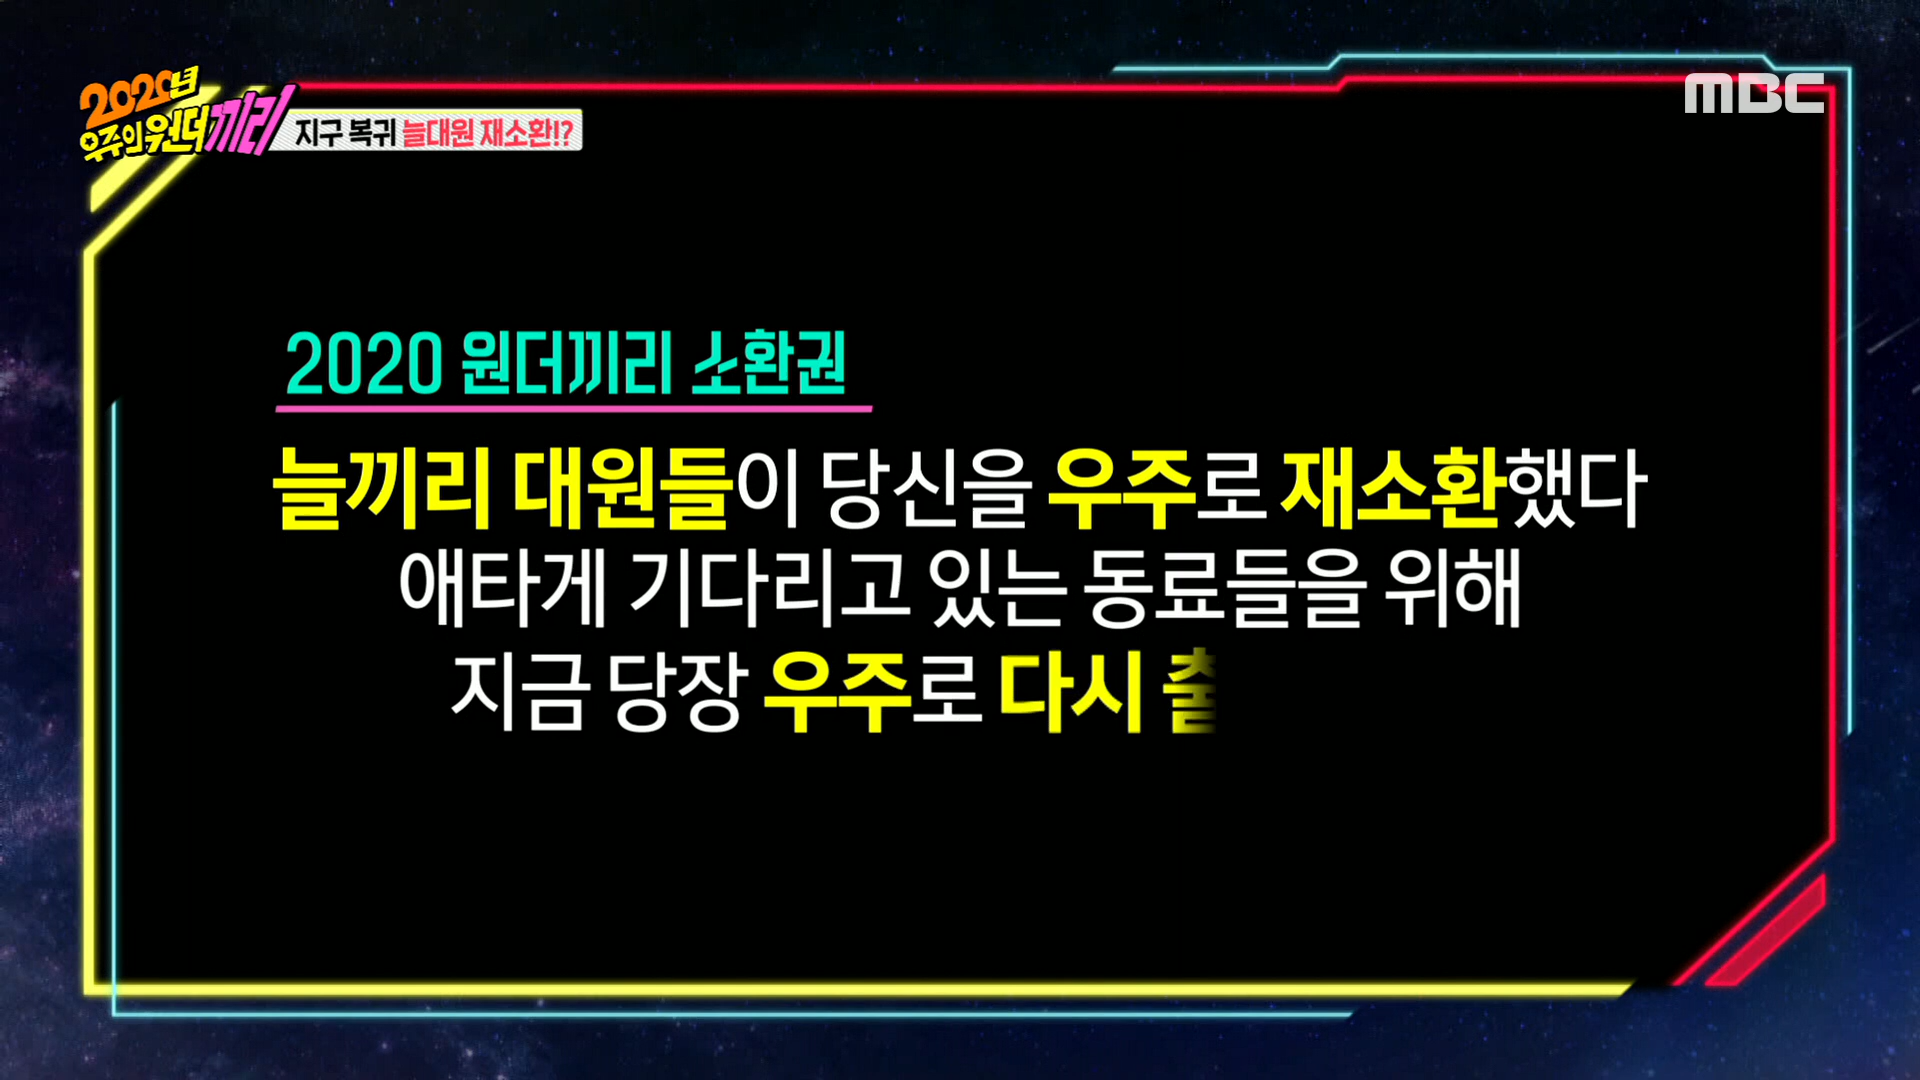 2020년
우주의 원더끼리
지구 복귀 늘대원 재소환!?
MBC
2020 원더끼리 소환권
늘끼리 대원들이 당신을 우주로 재소환했다
애타게 기다리고 있는 동료들을 위해
지금 당장 우주로 다시